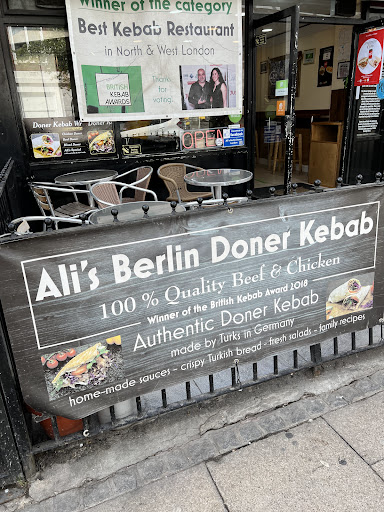 Winner of the category
Best Kebab Restaurant
in North & West London
BRITISH
KEBAB
AWARDS
Thanks
for
voting.
OPEN
Ali's Berlin Doner Kebab
100 % Quality Beef & Chicken
Winner of the British Kebab Award 2018
Authentic Doner Kebab
made by Turks in Germany
home-made sauces - crispy Turkish bread - fresh salads - family recipes